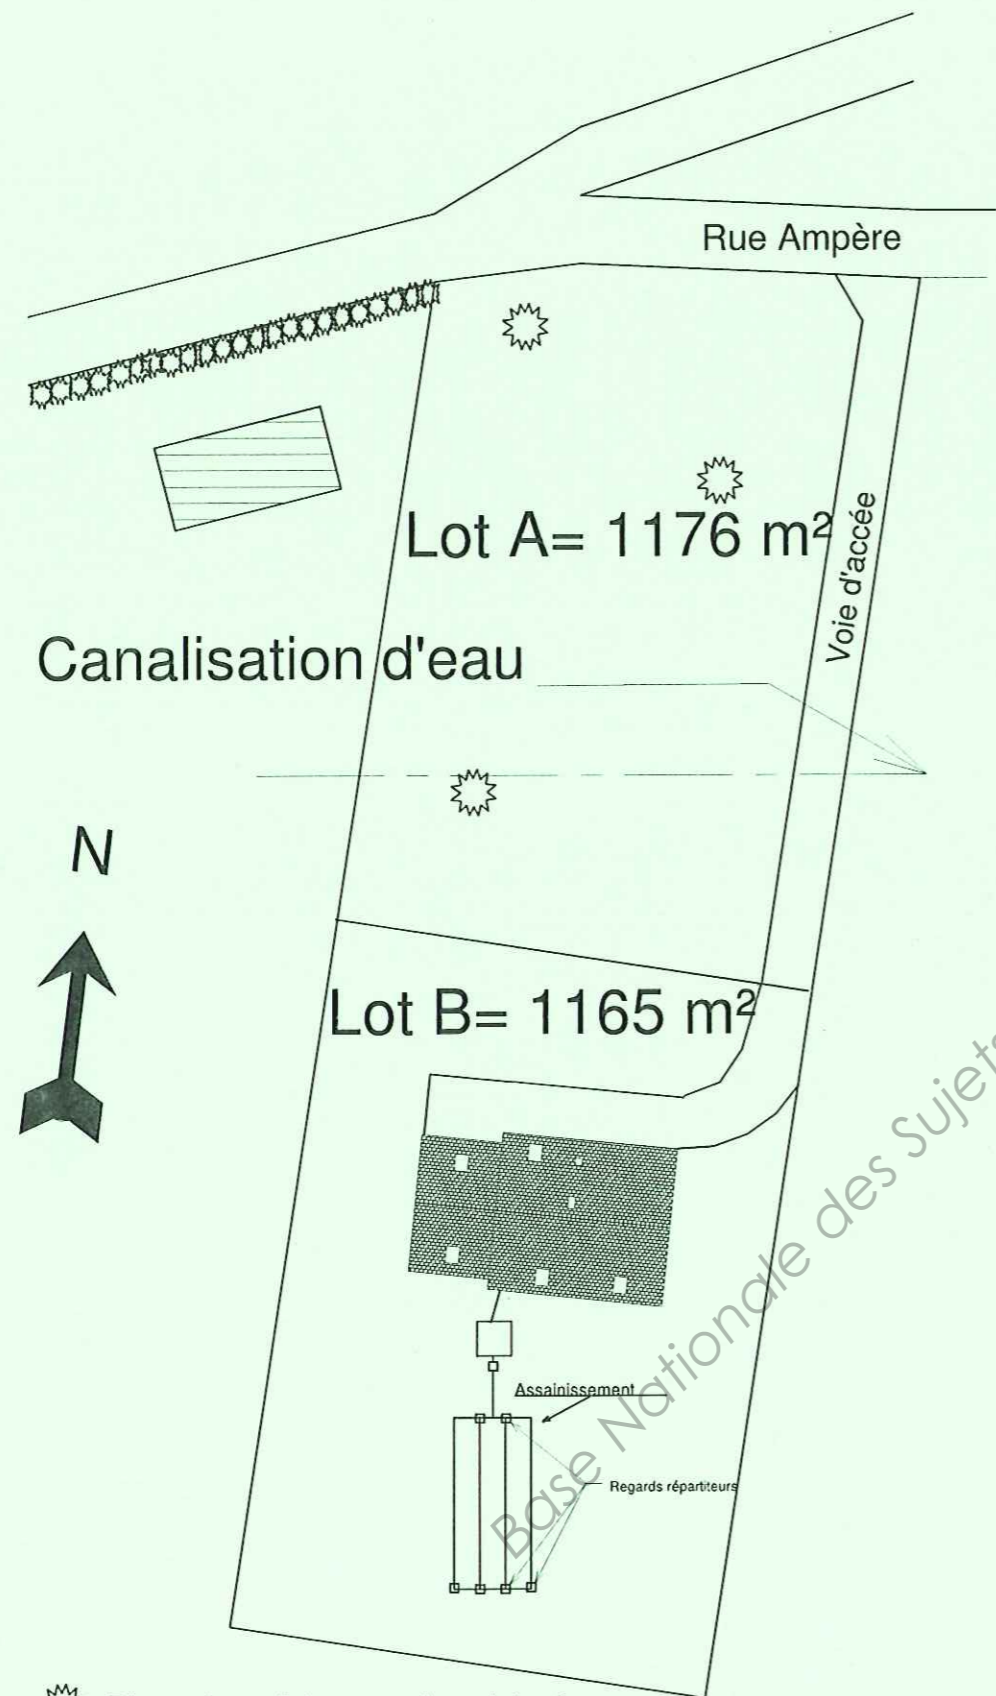 Rue Ampère
Lot A= 1176 m²
Voie d'accée
Canalisation d'eau
N
Lot B= 1165 m²
Assainissement
Regards répartiteurs
Base Nationale des Sujets